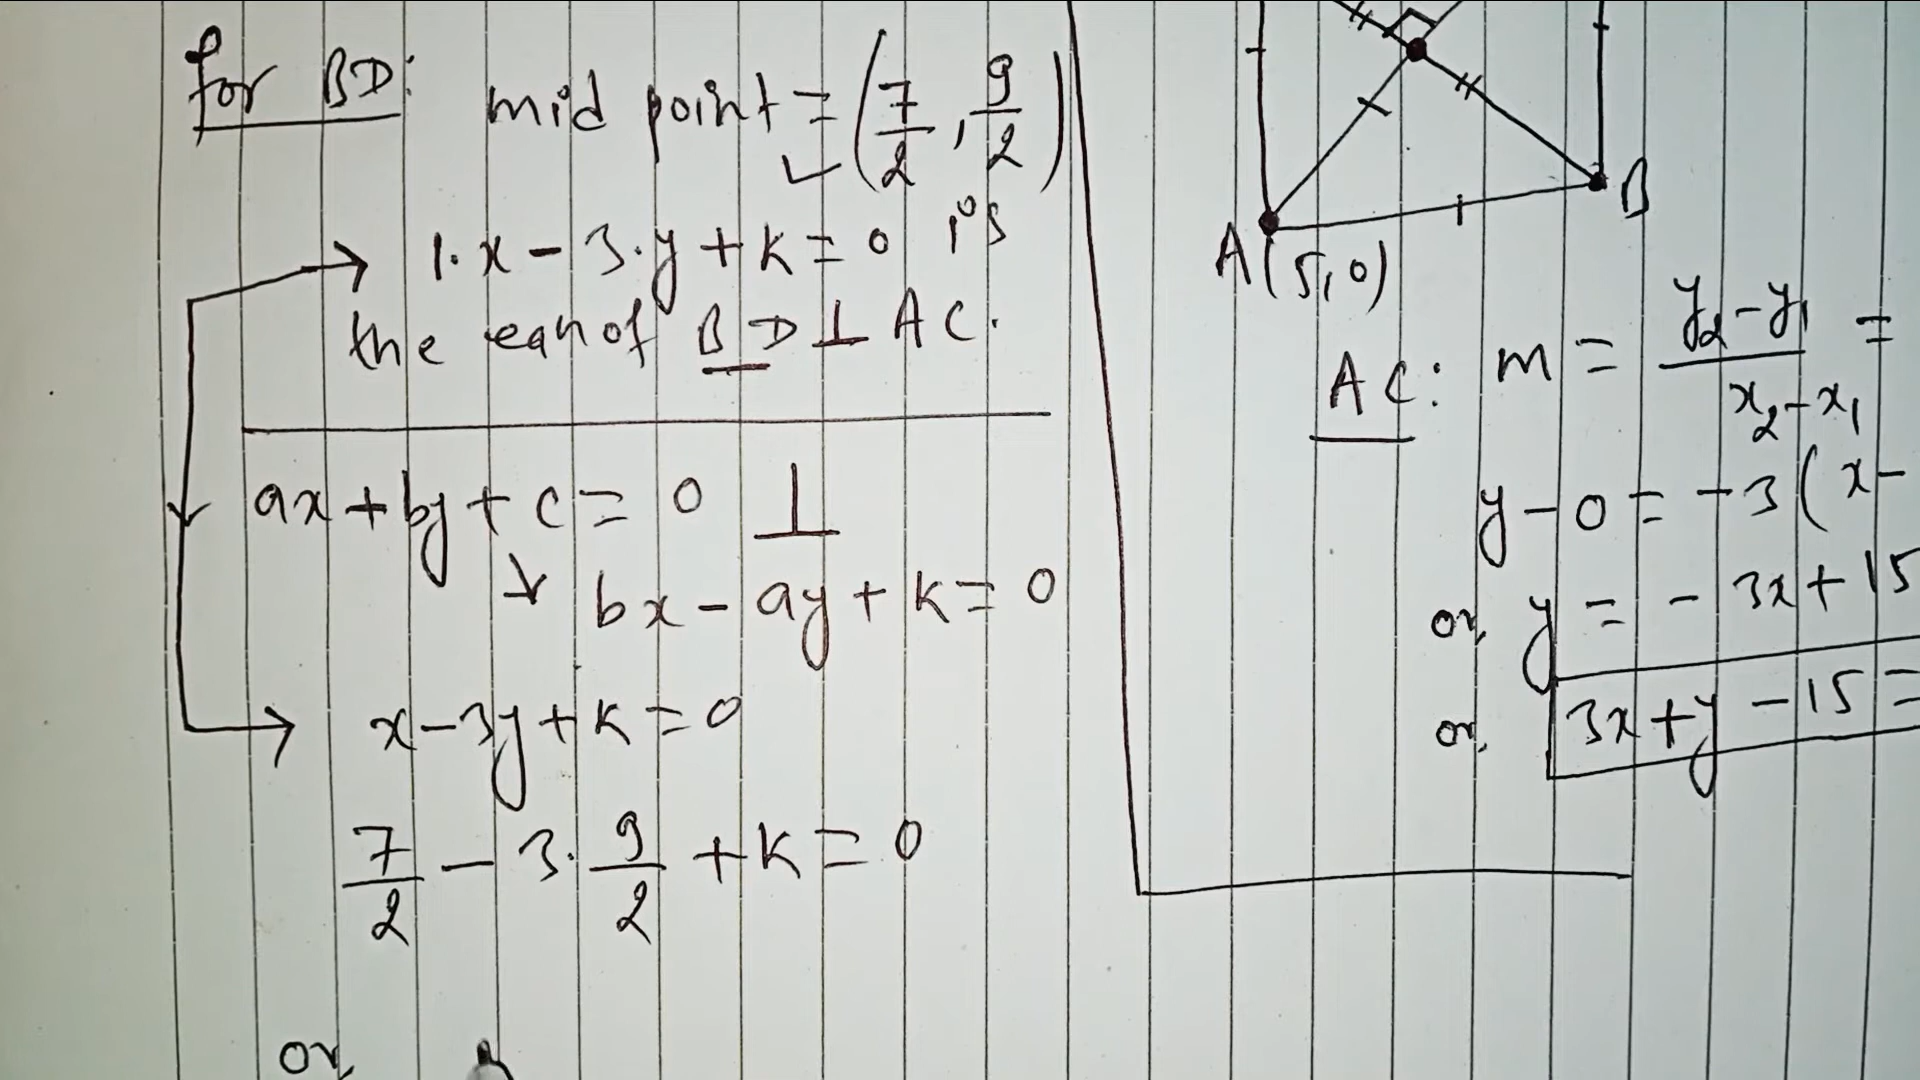 for BD: mid point = (7/2, 9/2)
1·x - 3·y + k = 0 is
the eqn of BD ⊥ AC.
ax + by + c = 0 ⊥
bx - ay + k = 0
x - 3y + k = 0
7/2 - 3·9/2 + k = 0
or,
B
A(5,0)
AC: m = y₂-y₁/x₂-x₁ =
y - 0 = -3(x-
or, y = - 3x + 15
or, 3x + y - 15 =